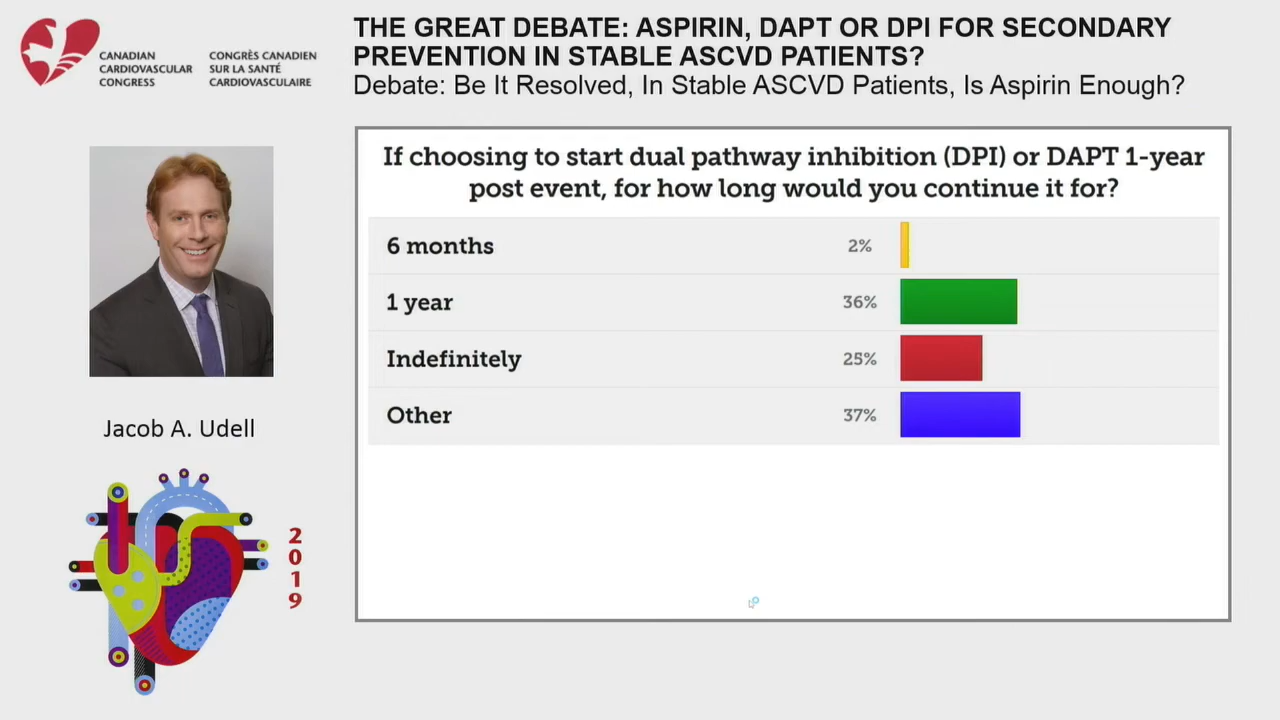 CANADIAN
CARDIOVASCULAR
CONGRESS
CONGRÈS CANADIEN
SUR LA SANTÉ
CARDIOVASCULAIRE
THE GREAT DEBATE: ASPIRIN, DAPT OR DPI FOR SECONDARY
PREVENTION IN STABLE ASCVD PATIENTS?
Debate: Be It Resolved, In Stable ASCVD Patients, Is Aspirin Enough?
If choosing to start dual pathway inhibition (DPI) or DAPT 1-year
post event, for how long would you continue it for?
6 months 2%
1 year 36%
Indefinitely 25%
Other 37%
Jacob A. Udell
2
0
1
9